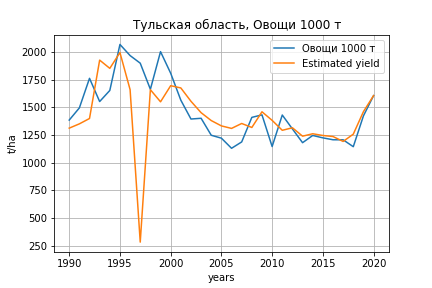 Тульская область, Овощи 1000 т
Овощи 1000 т
Estimated yield
t/ha
2000
1750
1500
1250
1000
750
500
250
1990 1995 2000 2005 2010 2015 2020
years